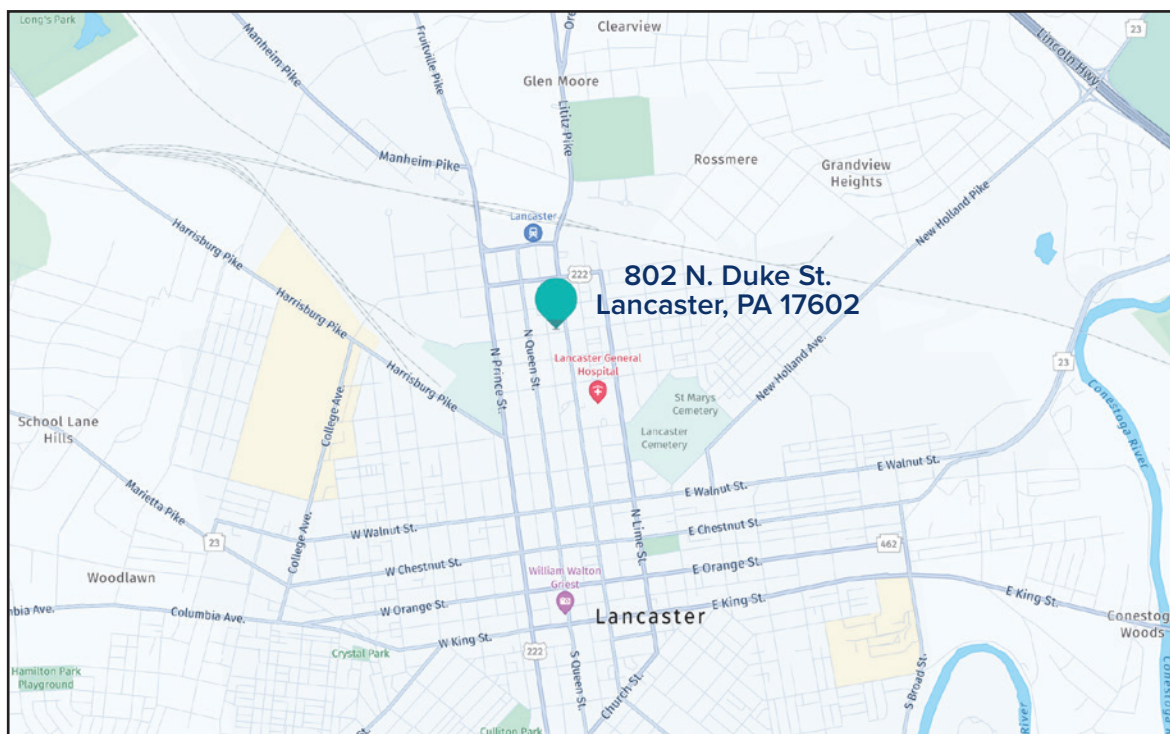 Long's Park
Clearview
23
Lincoln Hwy.
Manheim Pike
Fruitville Pike
Glen Moore
Lititz Pike
Manheim Pike
Rossmere
Grandview
Heights
New Holland Pike
Harrisburg Pike
Lancaster
222
802 N. Duke St.
Lancaster, PA 17602
Harrisburg Pike
N Queen St.
N Prince St.
Lancaster General
Hospital
New Holland Ave.
23
Harrisburg Pike
College Ave.
St Marys
Cemetery
Lancaster
Cemetery
Conestoga River
School Lane
Hills
Marietta Pike
E Walnut St.
E Walnut St.
College Ave.
W Walnut St.
N Lime St.
E Chestnut St.
23
462
Woodlawn
W Chestnut St.
William Walton
Griest
E Orange St.
W Orange St.
Columbia Ave.
Lancaster
E King St.
E King St.
Conestog
Woods
W King St.
Crystal Park
222
S Queen St.
Church St.
S Broad St.
Hamilton Park
Playground
Culliton Park
River